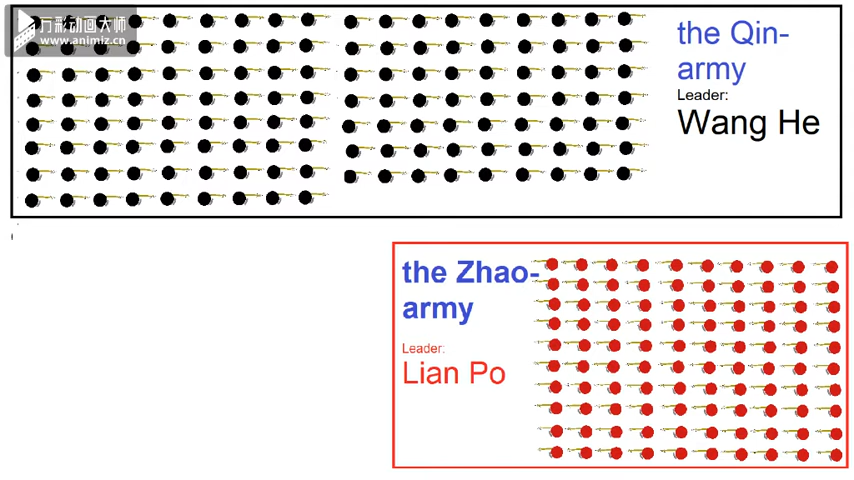 万彩动画大师
www.animiz.cn
the Qin-
army
Leader:
Wang He
the Zhao-
army
Leader:
Lian Po